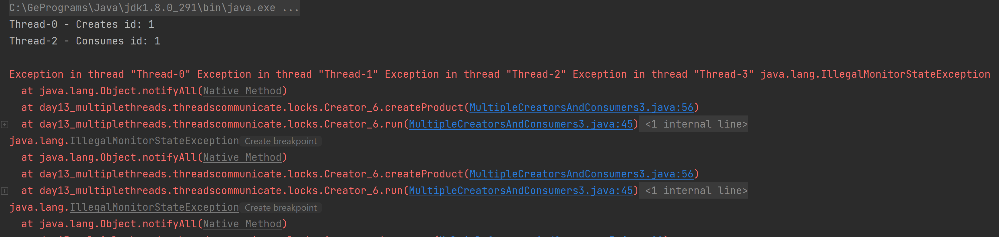 C:\GePrograms\Java\jdk1.8.0_291\bin\java.exe ...
Thread-0 - Creates id: 1
Thread-2 - Consumes id: 1
Exception in thread "Thread-0" Exception in thread "Thread-1" Exception in thread "Thread-2" Exception in thread "Thread-3" java.lang.IllegalMonitorStateException
at java.lang.Object.notifyAll(Native Method)
at day13_multiplethreads.threadscommunicate.locks.Creator_6.createProduct(MultipleCreatorsAndConsumers3.java:56)
at day13_multiplethreads.threadscommunicate.locks.Creator_6.run(MultipleCreatorsAndConsumers3.java:45) <1 internal line>
java.lang.IllegalMonitorStateException Create breakpoint
at java.lang.Object.notifyAll(Native Method)
at day13_multiplethreads.threadscommunicate.locks.Creator_6.createProduct(MultipleCreatorsAndConsumers3.java:56)
at day13_multiplethreads.threadscommunicate.locks.Creator_6.run(MultipleCreatorsAndConsumers3.java:45) <1 internal line>
java.lang.IllegalMonitorStateException Create breakpoint
at java.lang.Object.notifyAll(Native Method)